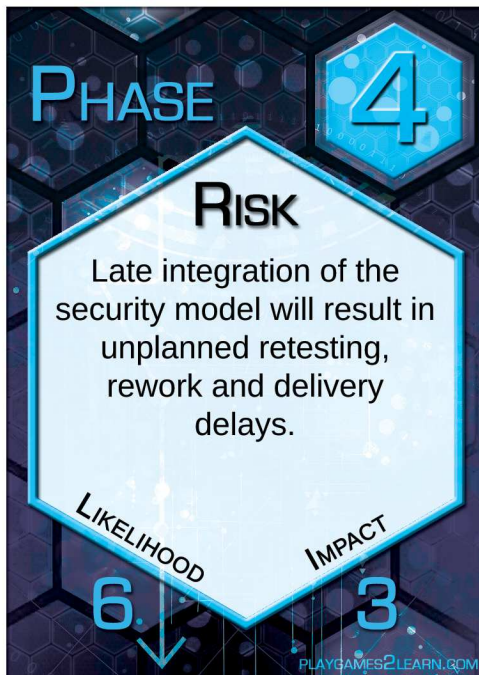 PHASE 4
RISK
Late integration of the
security model will result in
unplanned retesting,
rework and delivery
delays.
LIKELIHOOD IMPACT
6 3
PLAYGAMES2LEARN.COM